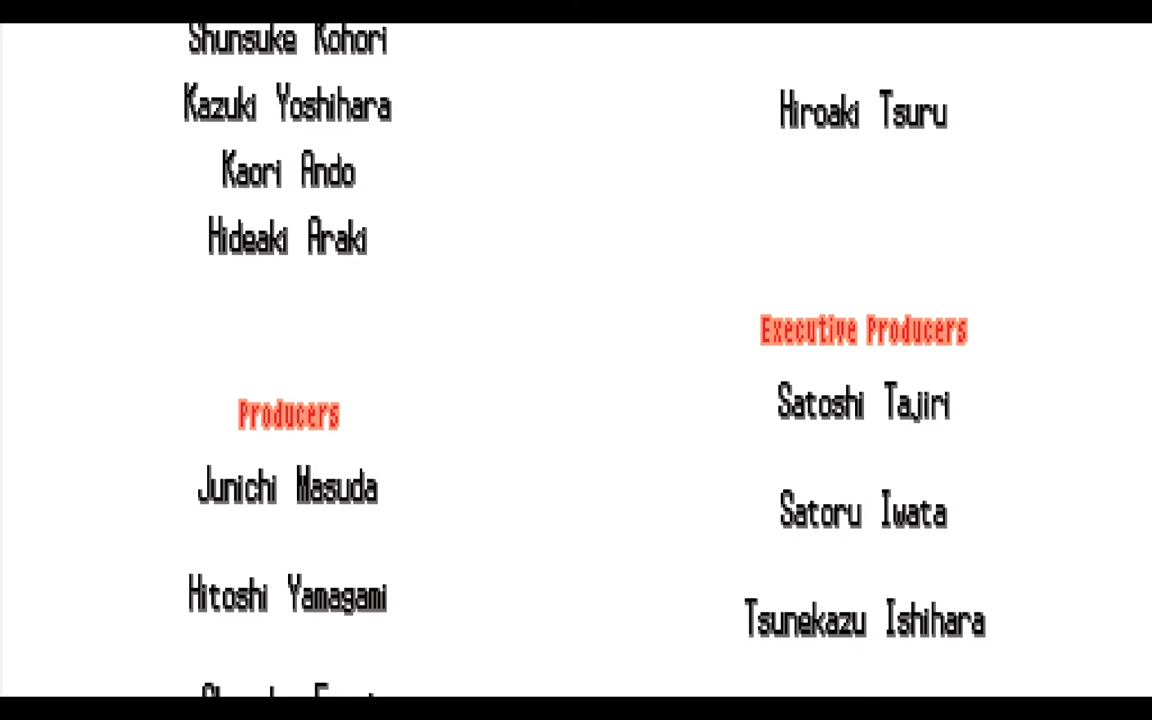 Shunsuke Kohori
Kazuki Yoshihara
Kaori Ando
Hideaki Araki
Producers
Junichi Masuda
Hitoshi Yamagami
Hiroaki Tsuru
Executive Producers
Satoshi Tajiri
Satoru Iwata
Tsunekazu Ishihara